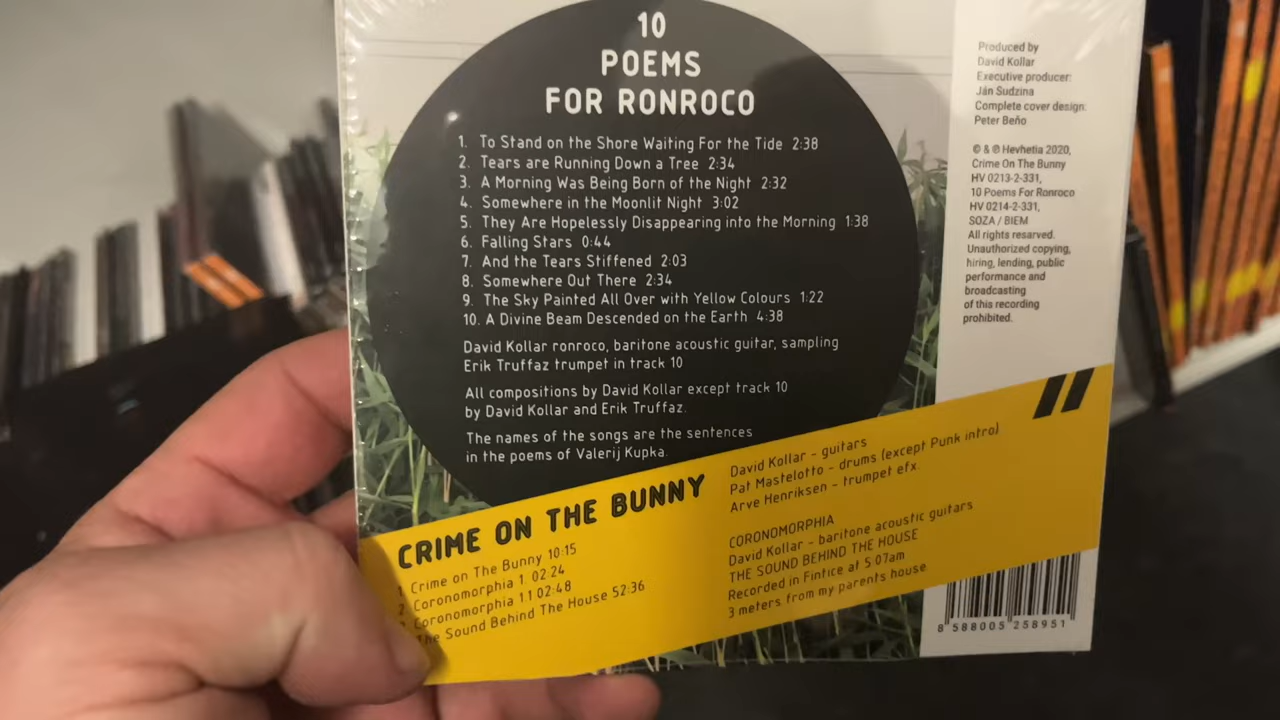 10
POEMS
FOR RONROCO
1. To Stand on the Shore Waiting For the Tide 2:38
2. Tears are Running Down a Tree 2:34
3. A Morning Was Being Born of the Night 2:32
4. Somewhere in the Moonlit Night 3:02
5. They Are Hopelessly Disappearing into the Morning 1:38
6. Falling Stars 0:44
7. And the Tears Stiffened 2:03
8. Somewhere Out There 2:34
9. The Sky Painted All Over with Yellow Colours 1:22
10. A Divine Beam Descended on the Earth 4:38
David Kollar ronroco, baritone acoustic guitar, sampling
Erik Truffaz trumpet in track 10
All compositions by David Kollar except track 10
by David Kollar and Erik Truffaz.
The names of the songs are the sentences
in the poems of Valerij Kupka.
Produced by
David Kollar
Executive producer:
Ján Sudzina
Complete cover design:
Peter Beňo
© & ℗ Hevhetia 2020,
Crime On The Bunny
HV 0213-2-331,
10 Poems For Ronroco
HV 0214-2-331,
SOZA / BIEM
All rights resarved.
Unauthorized copying,
hiring, lending, public
performance and
broadcasting
of this recording
prohibited.
CRIME ON THE BUNNY
1 Crime on The Bunny 10:15
2. Coronomorphia 1. 02:24
Coronomorphia 1.1 02:48
The Sound Behind The House 52:36
David Kollar - guitars
Pat Mastelotto - drums (except Punk intro)
Arve Henriksen - trumpet efx.
CORONOMORPHIA
David Kollar - baritone acoustic guitars
THE SOUND BEHIND THE HOUSE
Recorded in Fintice at 5 07am
3 meters from my parents house
8 588005 258951